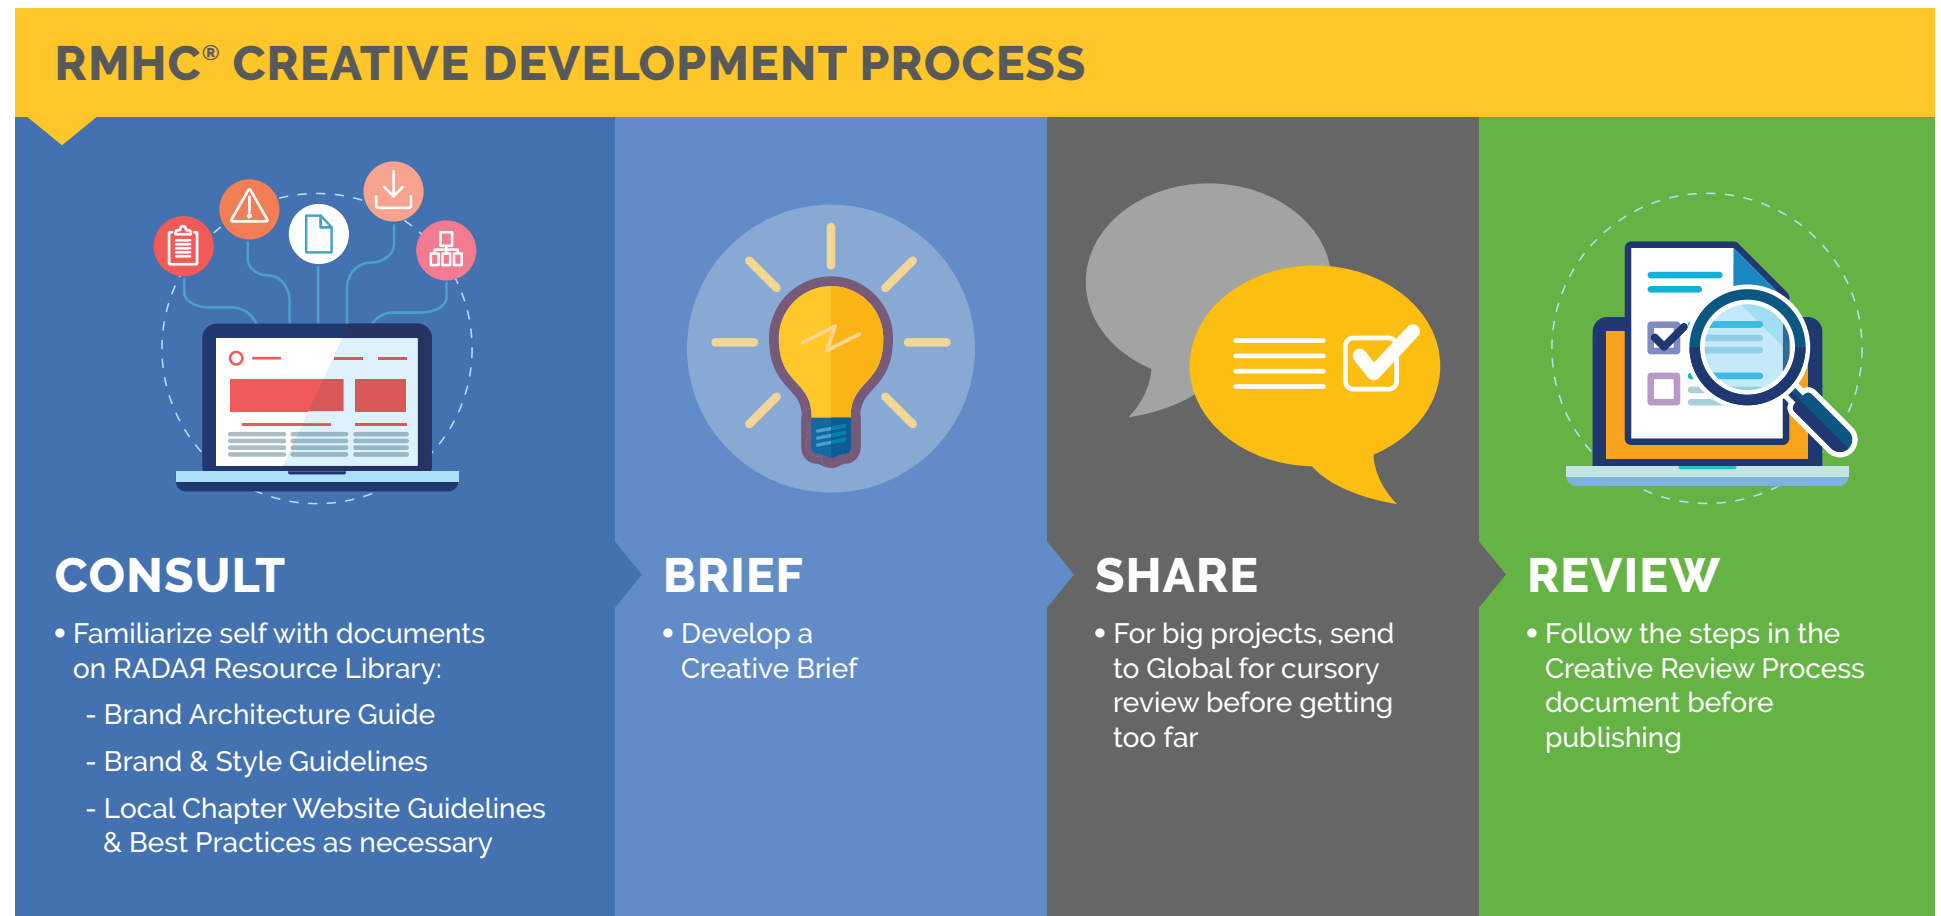 RMHC® CREATIVE DEVELOPMENT PROCESS
CONSULT
• Familiarize self with documents
on RADAЯ Resource Library:
- Brand Architecture Guide
- Brand & Style Guidelines
- Local Chapter Website Guidelines
& Best Practices as necessary
BRIEF
• Develop a
Creative Brief
SHARE
• For big projects, send
to Global for cursory
review before getting
too far
REVIEW
• Follow the steps in the
Creative Review Process
document before
publishing